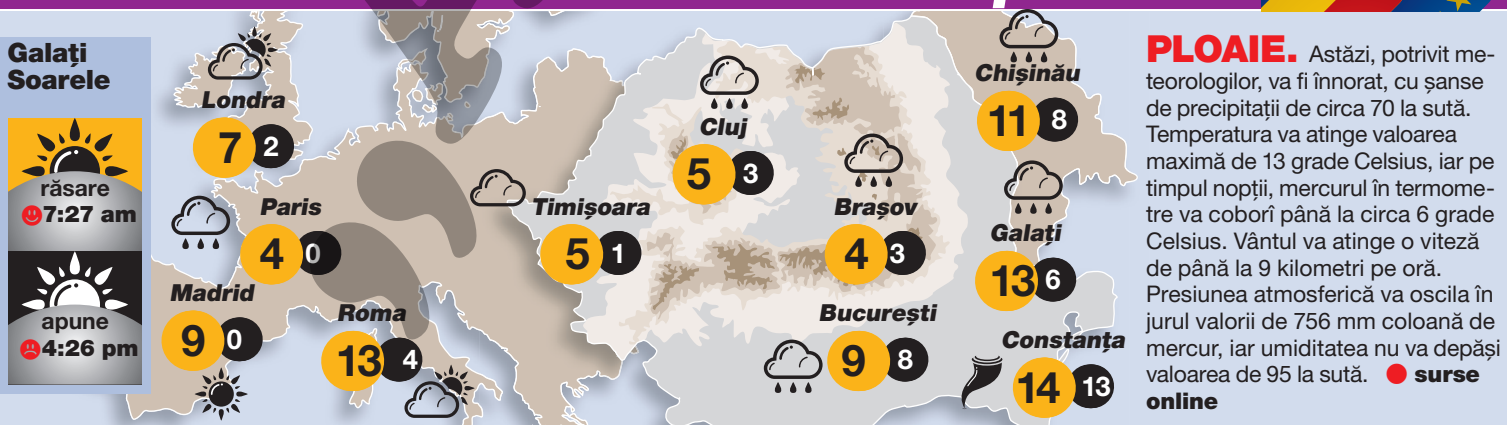 Galați
Soarele
răsare
7:27 am
apune
4:26 pm
Londra
7 2
Paris
4 0
Madrid
9 0
Roma
13 4
Timișoara
5 1
Cluj
5 3
Brașov
4 3
București
9 8
Chișinău
11 8
Galați
13 6
Constanța
14 13
PLOAIE. Astăzi, potrivit me-
teorologilor, va fi înnorat, cu șanse
de precipitații de circa 70 la sută.
Temperatura va atinge valoarea
maximă de 13 grade Celsius, iar pe
timpul nopții, mercurul în termome-
tre va coborî până la circa 6 grade
Celsius. Vântul va atinge o viteză
de până la 9 kilometri pe oră.
Presiunea atmosferică va oscila în
jurul valorii de 756 mm coloană de
mercur, iar umiditatea nu va depăși
valoarea de 95 la sută. surse
online